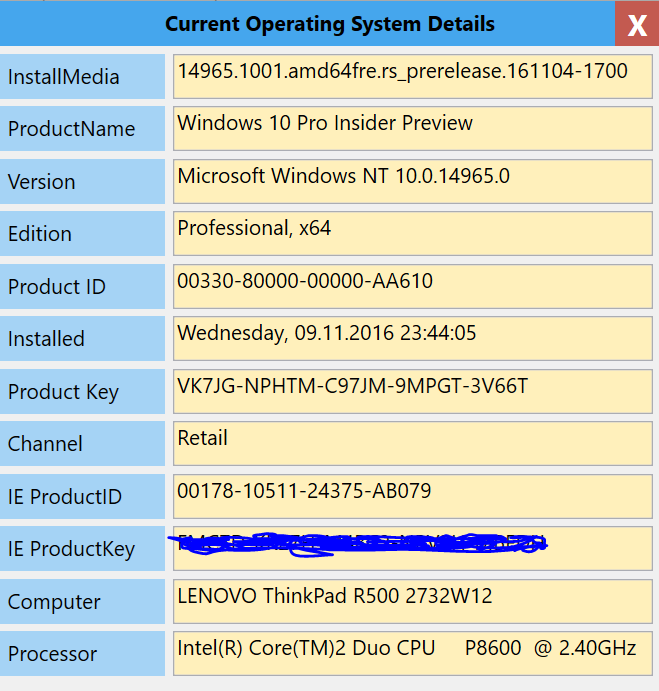 Current Operating System Details
X
InstallMedia 14965.1001.amd64fre.rs_prerelease.161104-1700
ProductName Windows 10 Pro Insider Preview
Version Microsoft Windows NT 10.0.14965.0
Edition Professional, x64
Product ID 00330-80000-00000-AA610
Installed Wednesday, 09.11.2016 23:44:05
Product Key VK7JG-NPHTM-C97JM-9MPGT-3V66T
Channel Retail
IE ProductID 00178-10511-24375-AB079
IE ProductKey
Computer LENOVO ThinkPad R500 2732W12
Processor Intel(R) Core(TM)2 Duo CPU P8600 @ 2.40GHz